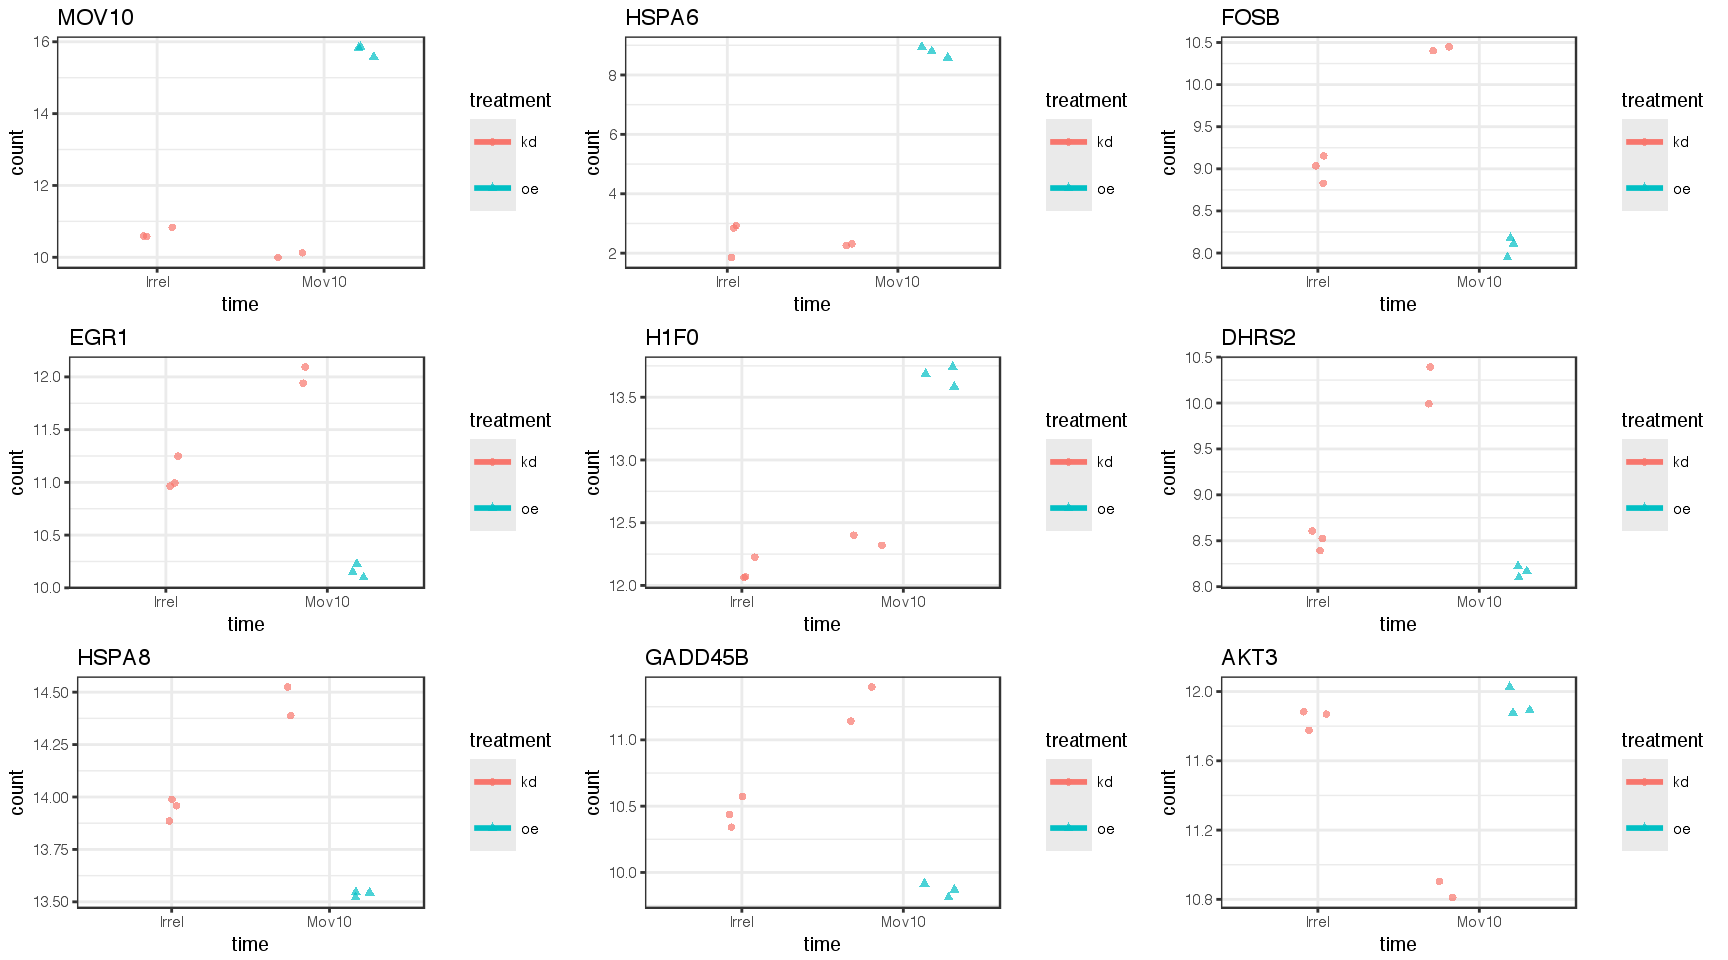 MOV10
16
14
12
10
count
Irrel
Mov10
time
treatment
kd
oe
HSPA6
8
6
4
2
count
Irrel
Mov10
time
treatment
kd
oe
FOSB
10.5
10.0
9.5
9.0
8.5
8.0
count
Irrel
Mov10
time
treatment
kd
oe
EGR1
12.0
11.5
11.0
10.5
10.0
count
Irrel
Mov10
time
treatment
kd
oe
H1F0
13.5
13.0
12.5
12.0
count
Irrel
Mov10
time
treatment
kd
oe
DHRS2
10.5
10.0
9.5
9.0
8.5
8.0
count
Irrel
Mov10
time
treatment
kd
oe
HSPA8
14.50
14.25
14.00
13.75
13.50
count
Irrel
Mov10
time
treatment
kd
oe
GADD45B
11.0
10.5
10.0
count
Irrel
Mov10
time
treatment
kd
oe
AKT3
12.0
11.6
11.2
10.8
count
Irrel
Mov10
time
treatment
kd
oe